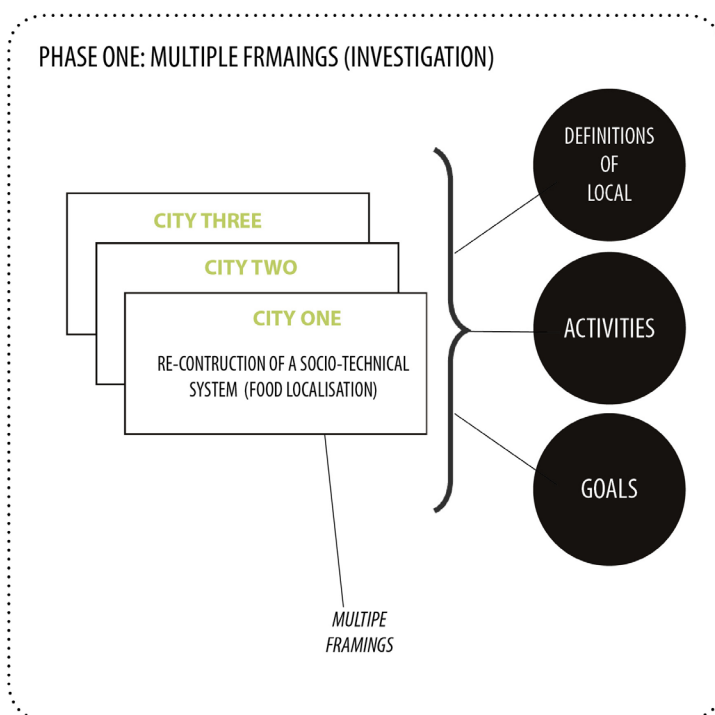 PHASE ONE: MULTIPLE FRMAINGS (INVESTIGATION)
CITY THREE
CITY TWO
CITY ONE
RE-CONTRUCTION OF A SOCIO-TECHNICAL
SYSTEM (FOOD LOCALISATION)
MULTIPE
FRAMINGS
DEFINITIONS
OF
LOCAL
ACTIVITIES
GOALS